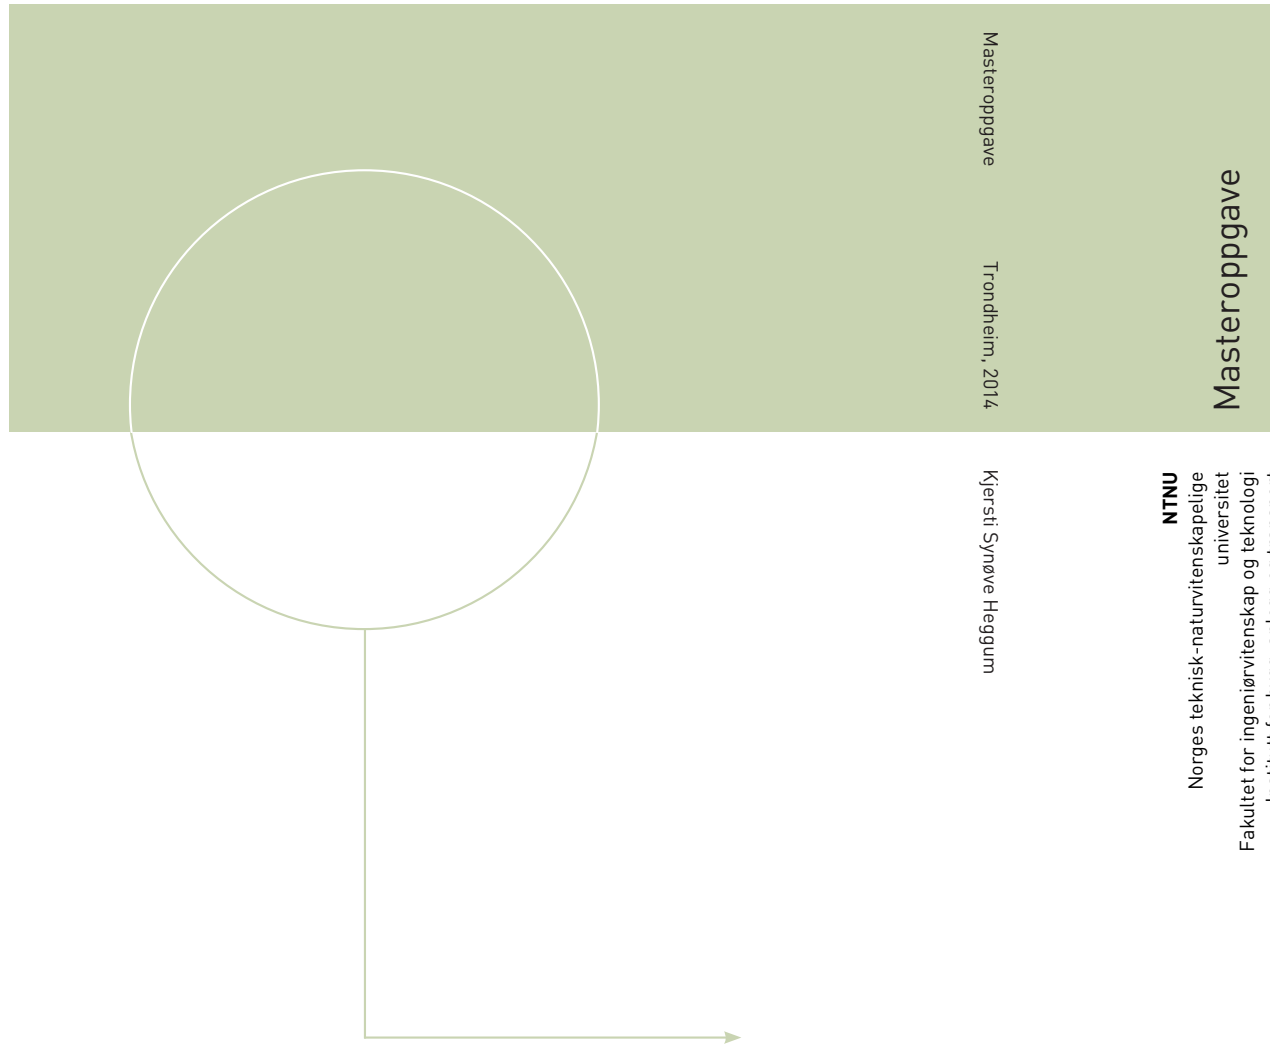 Masteroppgave
Trondheim, 2014
Kjersti Synøve Heggum
Masteroppgave
NTNU
Norges teknisk-naturvitenskapelige
universitet
Fakultet for ingeniørvitenskap og teknologi